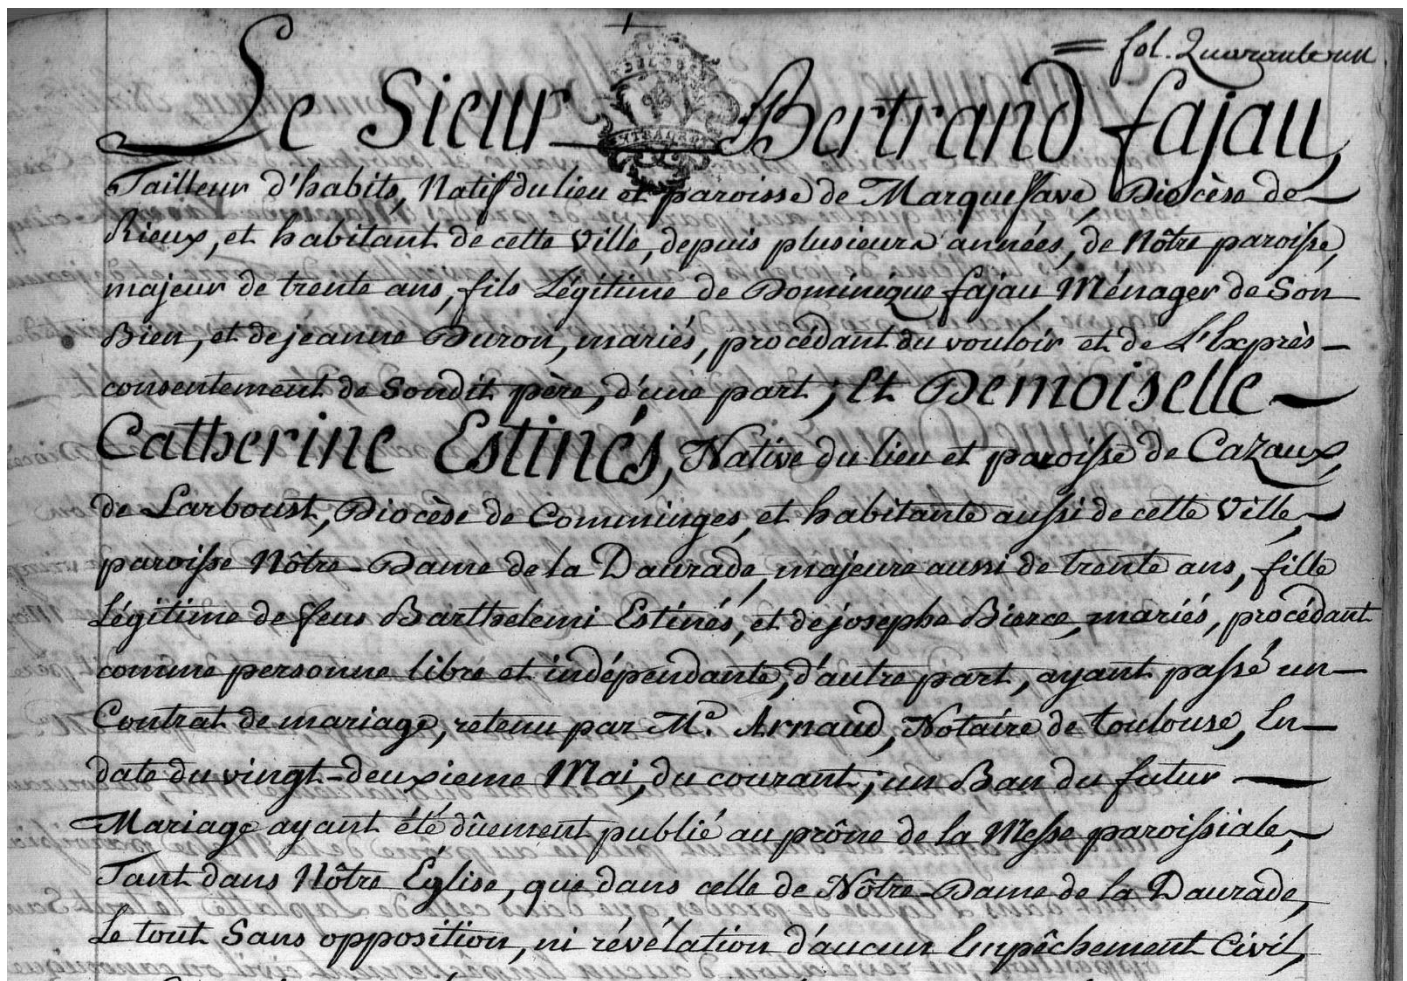 = fol. Quarante un
Le Sieur Bertrand fajau,
Tailleur d'habits, Natif du lieu et paroisse de Marquesave, Diocèse de
Rieux, et habitant de cette Ville, depuis plusieurs années, de Nôtre paroisse,
majeur de trente ans, fils Légitime de Dominique fajau, Ménager de Son
Bien, et de jeanne Duron, mariés, procédant du vouloir et de L'Exprès
consentement de Sondit père, d'une part; Et Demoiselle
Catherine Estinés, Native du lieu et paroisse de Cazaux,
de Larboust, Diocèse de Comminges, et habitante aussi de cette Ville,
paroisse Nôtre-Dame de la Daurade, majeure aussi de trente ans, fille
Légitime de feus Barthelemi Estinés, et de josephe Bierce, mariés, procédant
comme personne libre et indépendante, d'autre part, ayant passé un
Contrat de mariage, retenu par Me. Arnaud, Notaire de toulouse, En
date du vingt-deuxieme Mai, du courant; un Ban du futur
Mariage ayant été dûement publié au prône de la Messe paroissiale,
Tant dans Nôtre Église, que dans celle de Nôtre-Dame de la Daurade,
Le tout Sans opposition, ni révélation d'aucun Empêchement Civil,